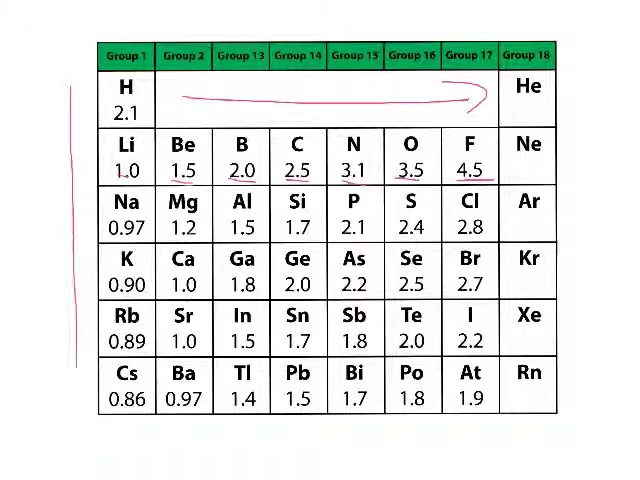 Group 1 Group 2 Group 13 Group 14 Group 15 Group 16 Group 17 Group 18
H He
2.1
Li Be B C N O F Ne
1.0 1.5 2.0 2.5 3.1 3.5 4.5
Na Mg Al Si P S Cl Ar
0.97 1.2 1.5 1.7 2.1 2.4 2.8
K Ca Ga Ge As Se Br Kr
0.90 1.0 1.8 2.0 2.2 2.5 2.7
Rb Sr In Sn Sb Te I Xe
0.89 1.0 1.5 1.7 1.8 2.0 2.2
Cs Ba Tl Pb Bi Po At Rn
0.86 0.97 1.4 1.5 1.7 1.8 1.9